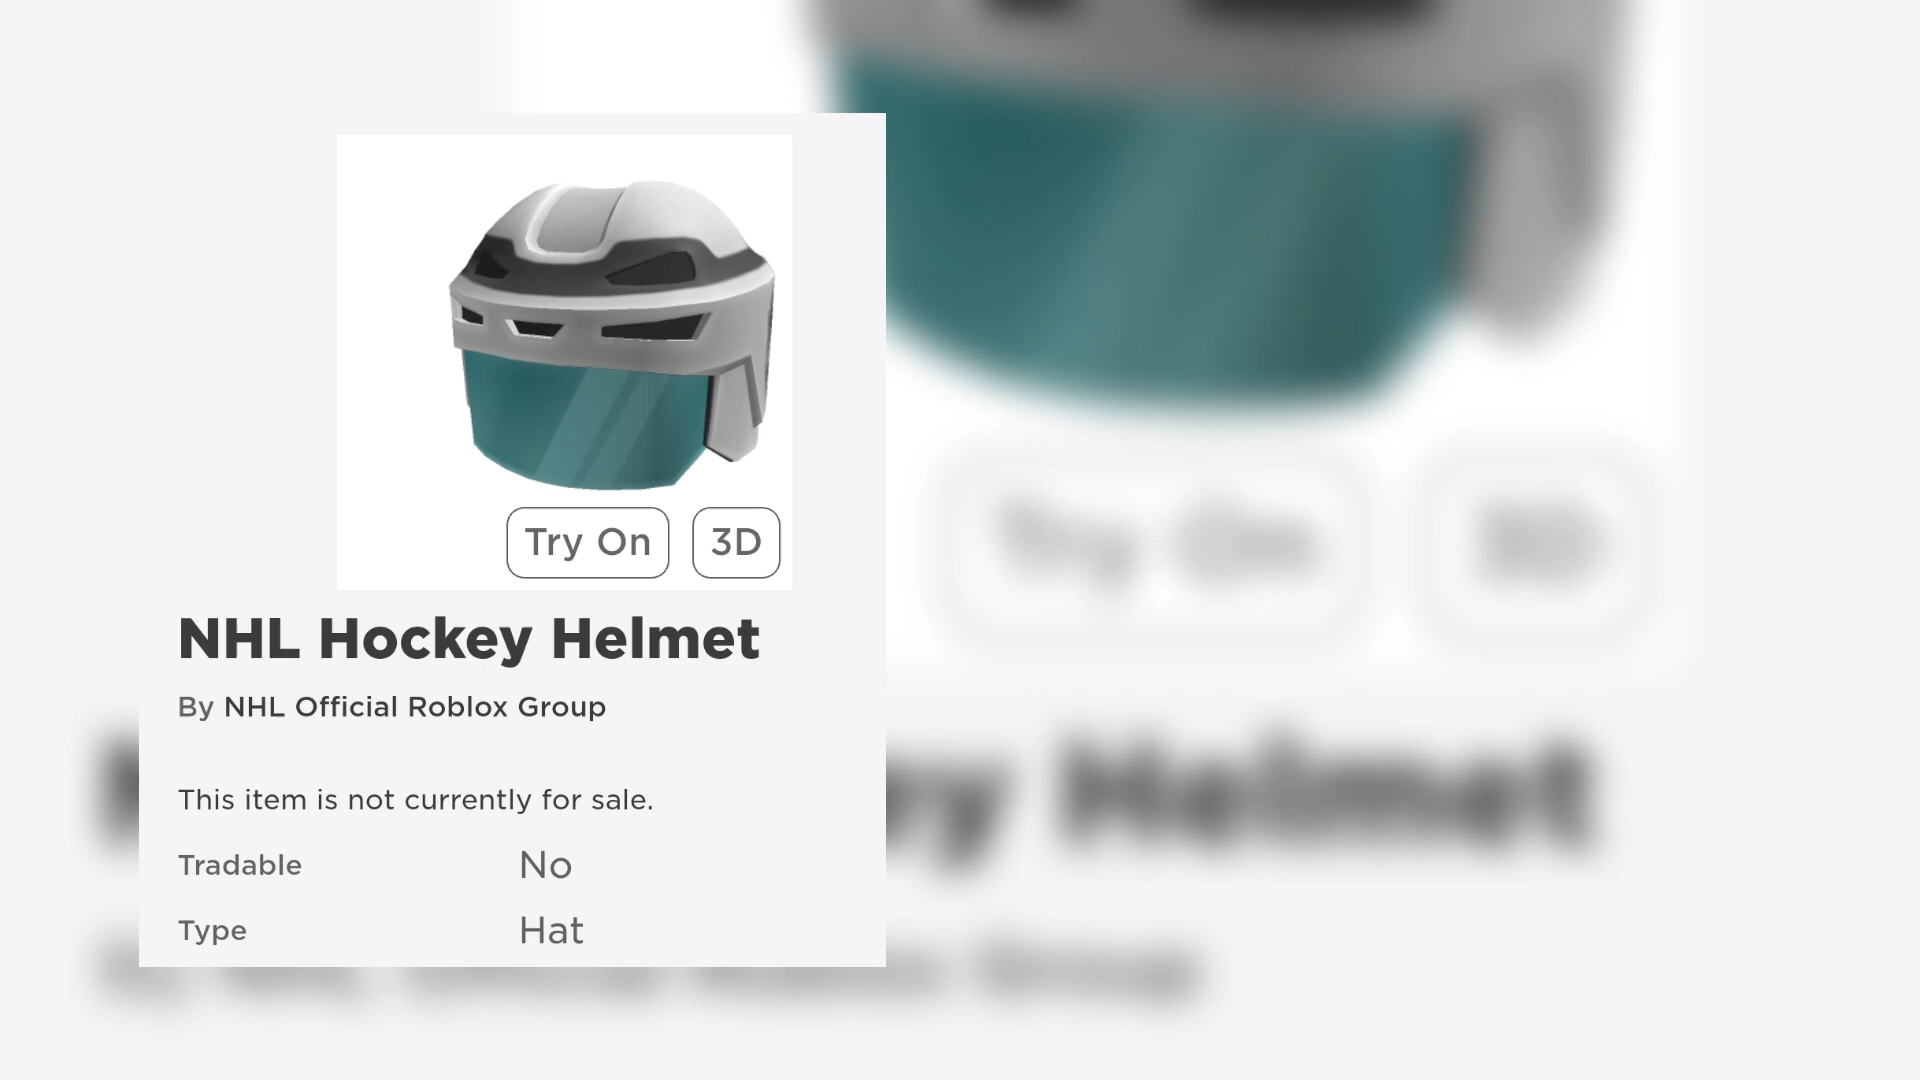 Try On 3D
NHL Hockey Helmet
By NHL Official Roblox Group
This item is not currently for sale.
Tradable No
Type Hat